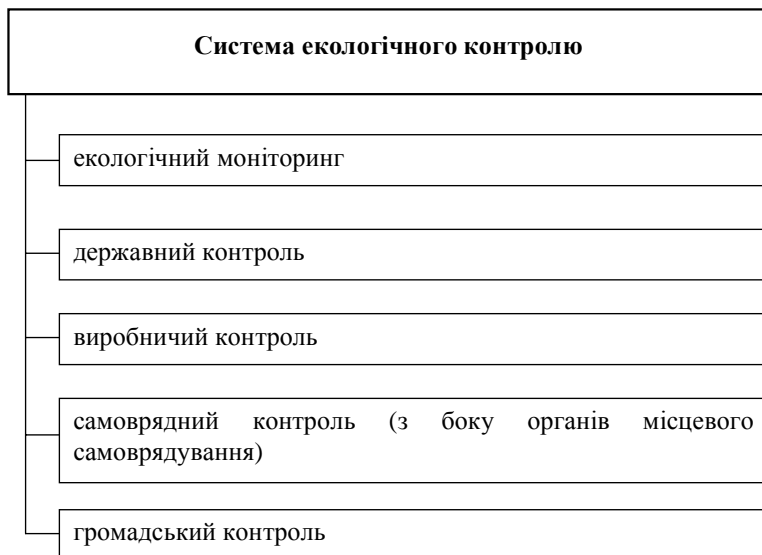 Система екологічного контролю
екологічний моніторинг
державний контроль
виробничий контроль
самоврядний контроль (з боку органів місцевого
самоврядування)
громадський контроль